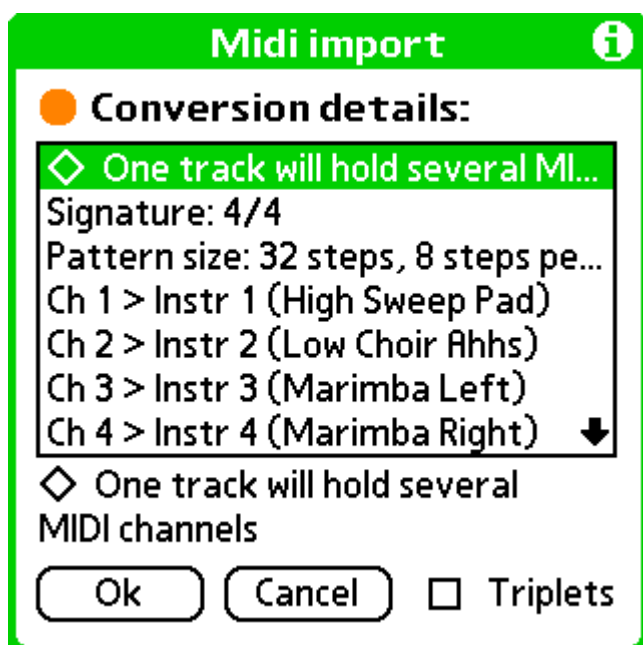 Midi import
Conversion details:
One track will hold several MI...
Signature: 4/4
Pattern size: 32 steps, 8 steps pe...
Ch 1 > Instr 1 (High Sweep Pad)
Ch 2 > Instr 2 (Low Choir Ahhs)
Ch 3 > Instr 3 (Marimba Left)
Ch 4 > Instr 4 (Marimba Right)
One track will hold several
MIDI channels
Ok Cancel Triplets